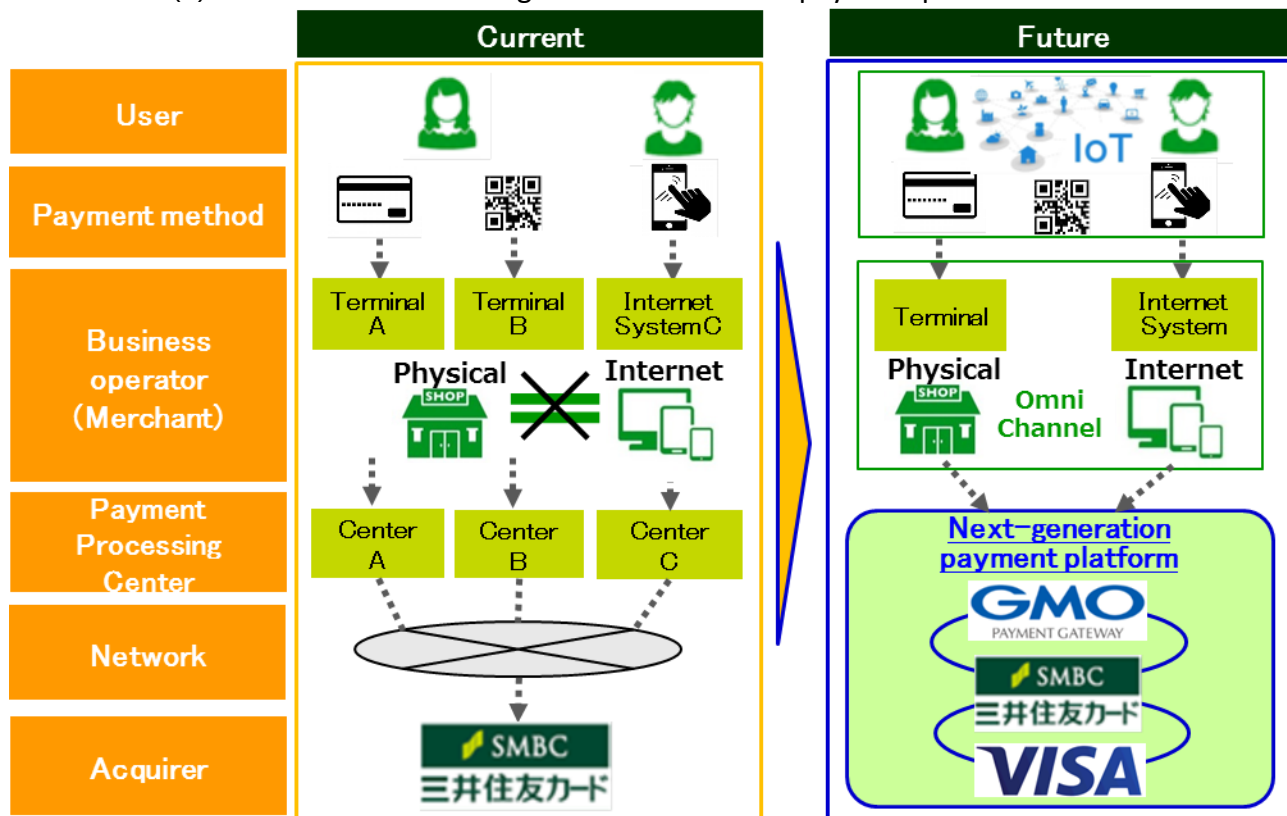 Current
Future
User
IoT
Payment method
Business
operator
(Merchant)
Terminal
A
Terminal
B
Internet
System C
Terminal
Internet
System
Physical
Internet
SHOP
Physical
Internet
SHOP
Omni
Channel
Payment
Processing
Center
Center
A
Center
B
Center
C
Next-generation
payment platform
GMO
PAYMENT GATEWAY
Network
SMBC
三井住友カード
VISA
Acquirer
SMBC
三井住友カード